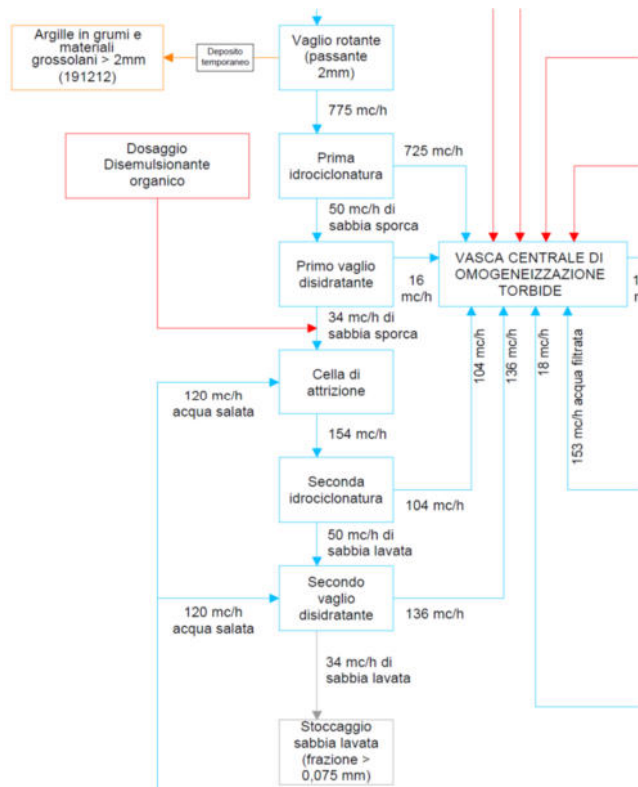 Argille in grumi e
materiali
grossolani > 2mm
(191212)
Deposito
temporaneo
Vaglio rotante
(passante
2mm)
775 mc/h
Dosaggio
Disemulsionante
organico
Prima
idrociclonatura
725 mc/h
50 mc/h di
sabbia sporca
Primo vaglio
disidratante
16
mc/h
VASCA CENTRALE DI
OMOGENEIZZAZIONE
TORBIDE
34 mc/h di
sabbia sporca
104 mc/h
136 mc/h
18 mc/h
153 mc/h acqua filtrata
Cella di
attrizione
120 mc/h
acqua salata
154 mc/h
Seconda
idrociclonatura
104 mc/h
50 mc/h di
sabbia lavata
Secondo
vaglio
disidratante
120 mc/h
acqua salata
136 mc/h
34 mc/h di
sabbia lavata
Stoccaggio
sabbia lavata
(frazione >
0,075 mm)